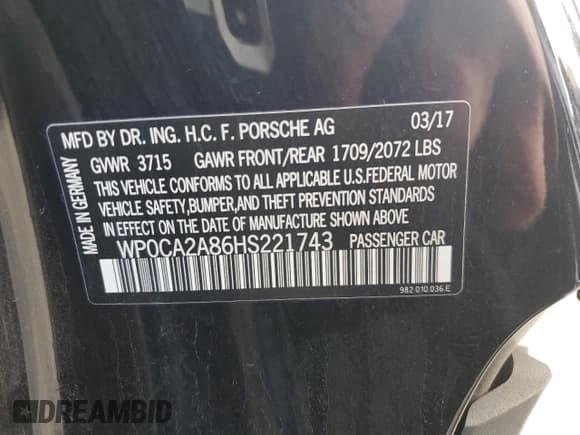 MFD BY DR. ING. H.C. F. PORSCHE AG 03/17
GVWR 3715 GAWR FRONT/REAR 1709/2072 LBS
THIS VEHICLE CONFORMS TO ALL APPLICABLE U.S.FEDERAL MOTOR
VEHICLE SAFETY,BUMPER,AND THEFT PREVENTION STANDARDS
IN EFFECT ON THE DATE OF MANUFACTURE SHOWN ABOVE.
WP0CA2A86HS221743 PASSENGER CAR
982.010.036.E
MADE IN GERMANY
DREAMBID